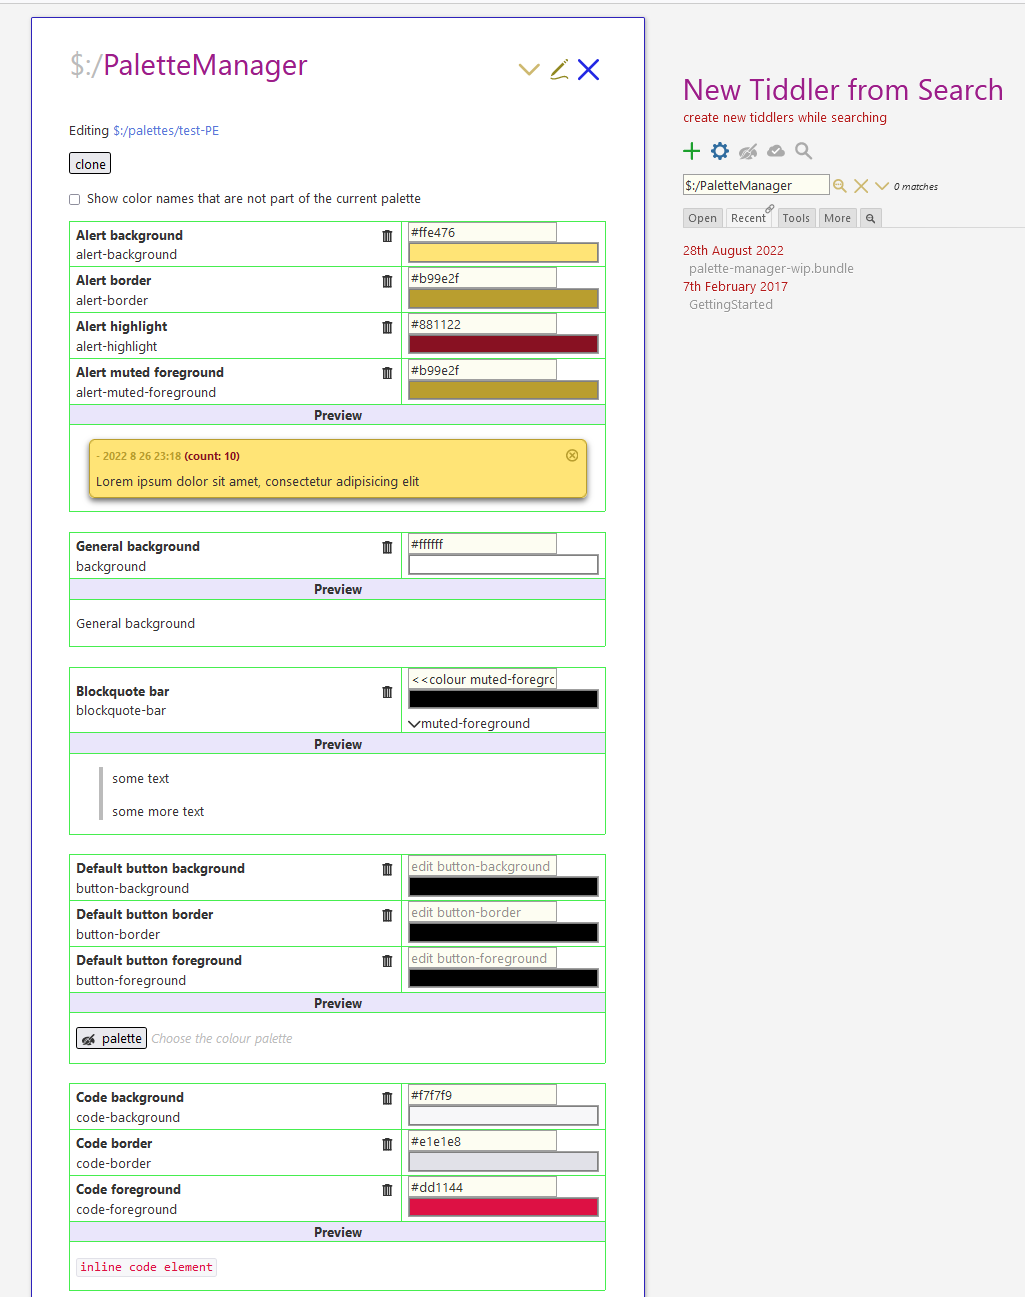 $:/PaletteManager
Editing $:/palettes/test-PE
clone
Show color names that are not part of the current palette
Alert background
alert-background
#ffe476
Alert border
alert-border
#b99e2f
Alert highlight
alert-highlight
#881122
Alert muted foreground
alert-muted-foreground
#b99e2f
Preview
- 2022 8 26 23:18 (count: 10)
Lorem ipsum dolor sit amet, consectetur adipisicing elit
General background
background
#ffffff
Preview
General background
Blockquote bar
blockquote-bar
<<colour muted-foregrc
muted-foreground
Preview
some text
some more text
Default button background
button-background
edit button-background
Default button border
button-border
edit button-border
Default button foreground
button-foreground
edit button-foreground
Preview
palette Choose the colour palette
Code background
code-background
#f7f7f9
Code border
code-border
#e1e1e8
Code foreground
code-foreground
#dd1144
Preview
inline code element
New Tiddler from Search
create new tiddlers while searching
$:/PaletteManager 0 matches
Open Recent Tools More
28th August 2022
palette-manager-wip.bundle
7th February 2017
GettingStarted